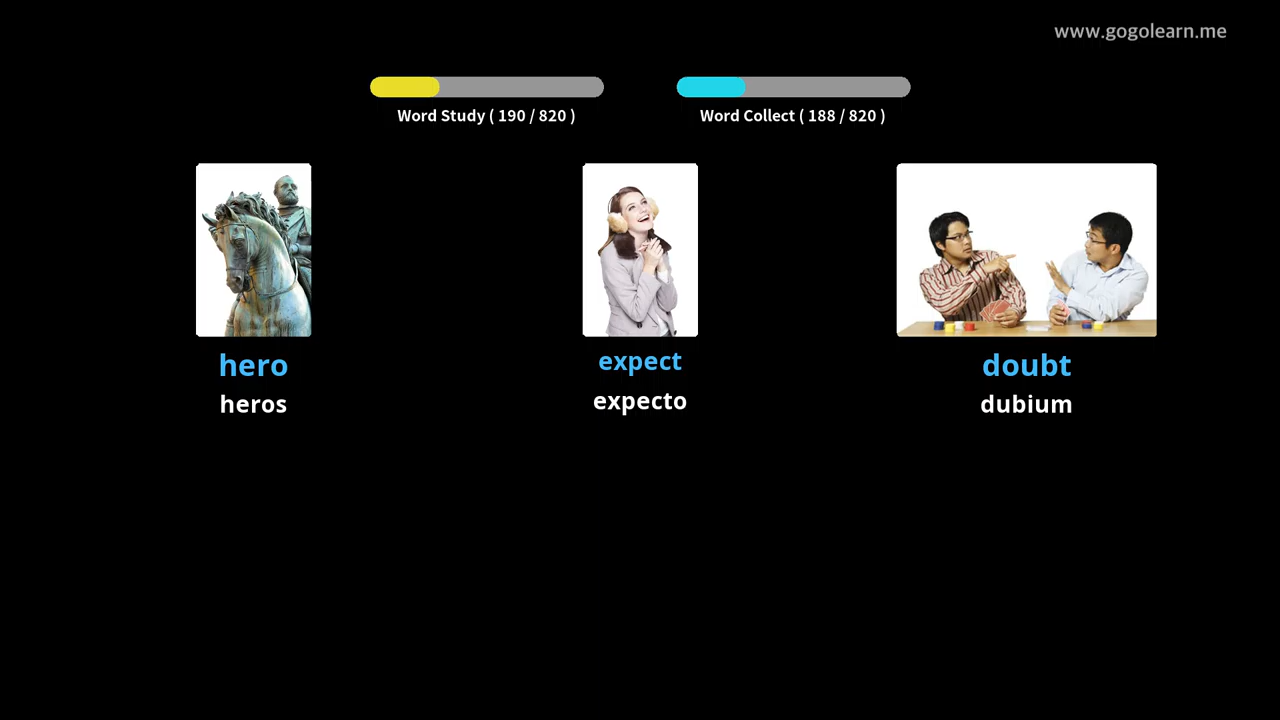 www.gogolearn.me
Word Study ( 190 / 820 )
Word Collect ( 188 / 820 )
hero
heros
expect
expecto
doubt
dubium